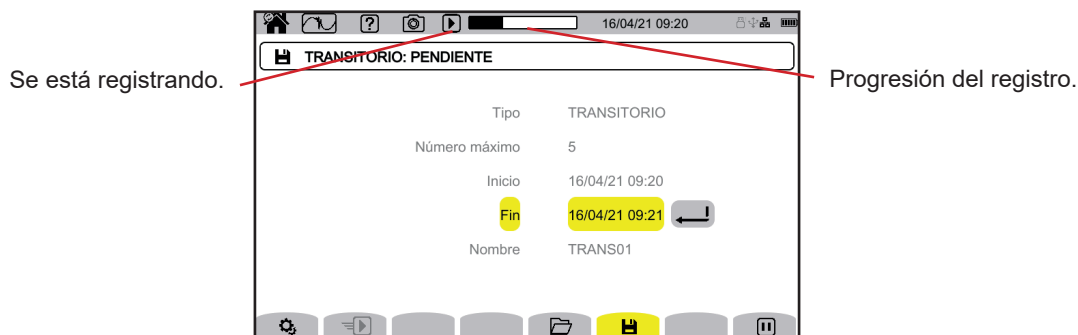 16/04/21 09:20
TRANSITORIO: PENDIENTE
Se está registrando.
Progresión del registro.
Tipo TRANSITORIO
Número máximo 5
Inicio 16/04/21 09:20
Fin 16/04/21 09:21
Nombre TRANS01